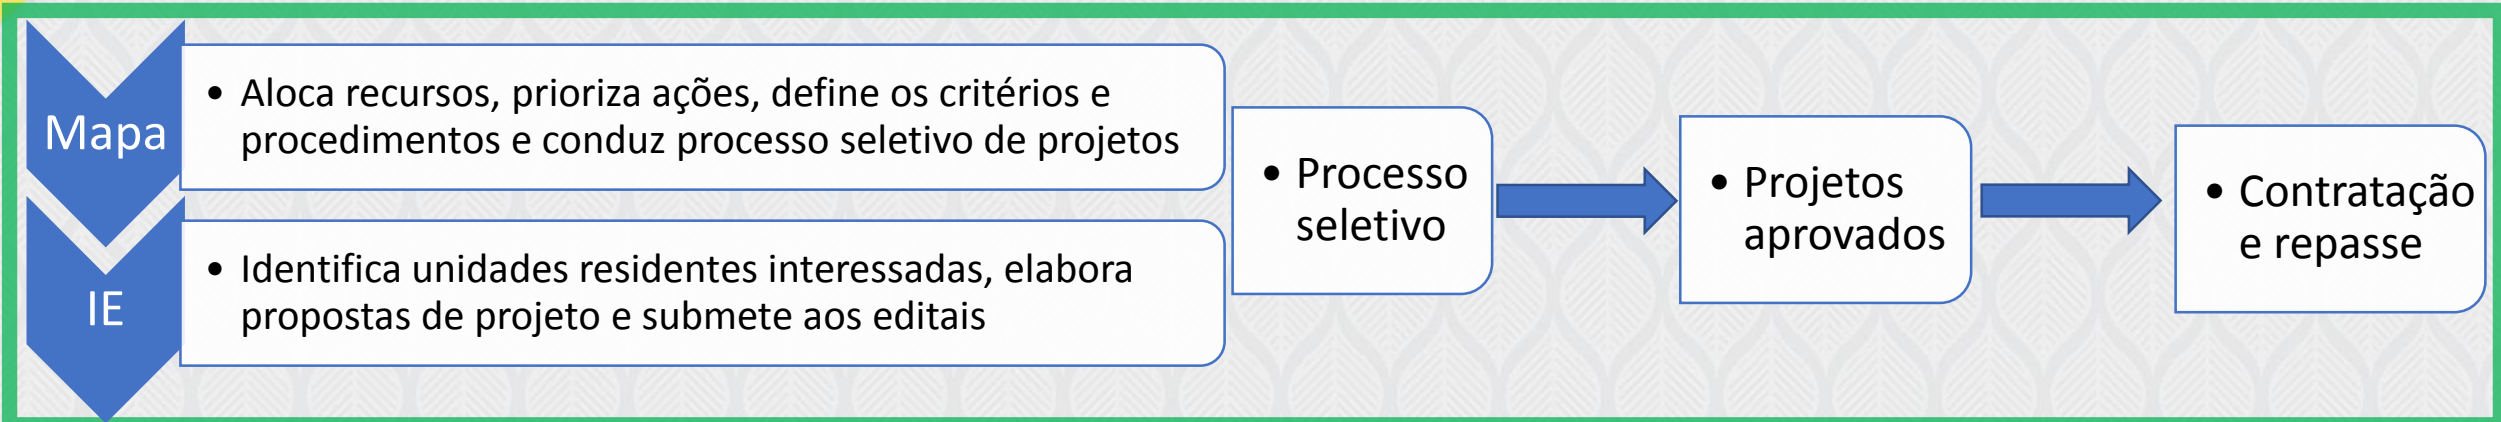 Mapa
• Aloca recursos, prioriza ações, define os critérios e
procedimentos e conduz processo seletivo de projetos
IE
• Identifica unidades residentes interessadas, elabora
propostas de projeto e submete aos editais
• Processo
seletivo
• Projetos
aprovados
• Contratação
e repasse